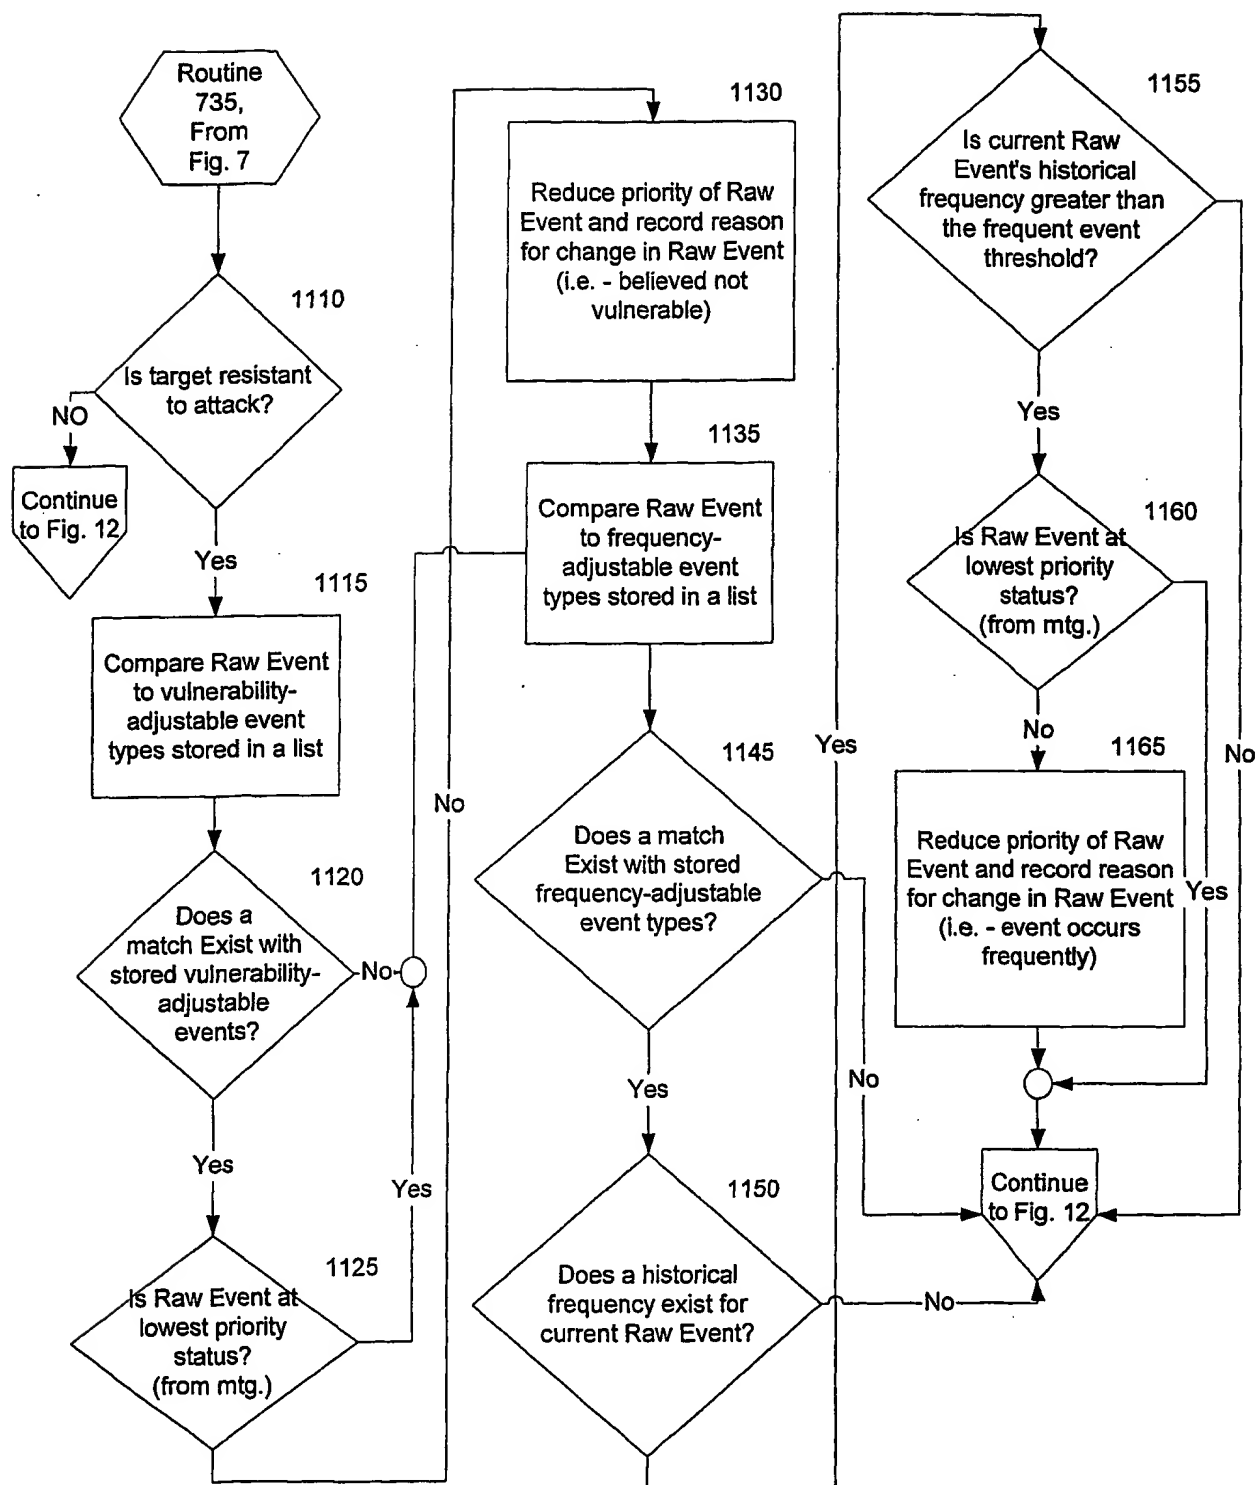 Routine
735,
From
Fig. 7
1110
Is target resistant
to attack?
NO
Continue
to Fig. 12
Yes
1115
Compare Raw Event
to vulnerability-
adjustable event
types stored in a list
1120
Does a
match Exist with
stored vulnerability-
adjustable
events?
No
Yes
Yes
1125
Is Raw Event at
lowest priority
status?
(from mtg.)
No
1130
Reduce priority of Raw
Event and record reason
for change in Raw Event
(i.e. - believed not
vulnerable)
1135
Compare Raw Event
to frequency-
adjustable event
types stored in a list
1145
Does a match
Exist with stored
frequency-adjustable
event types?
No
Yes
1150
Does a historical
frequency exist for
current Raw Event?
No
Yes
1155
Is current Raw
Event's historical
frequency greater than
the frequent event
threshold?
Yes
No
1160
Is Raw Event at
lowest priority
status?
(from mtg.)
No
Yes
1165
Reduce priority of Raw
Event and record reason
for change in Raw Event
(i.e. - event occurs
frequently)
Continue
to Fig. 12